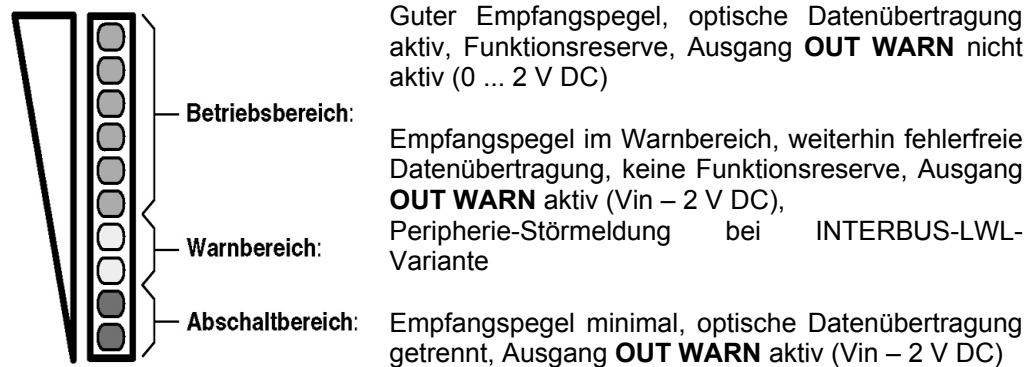 Guter Empfangspegel, optische Datenübertragung
aktiv, Funktionsreserve, Ausgang OUT WARN nicht
aktiv (0 ... 2 V DC)
Betriebsbereich:
Empfangspegel im Warnbereich, weiterhin fehlerfreie
Datenübertragung, keine Funktionsreserve, Ausgang
OUT WARN aktiv (Vin – 2 V DC),
Peripherie-Störmeldung bei INTERBUS-LWL-
Variante
Warnbereich:
Abschaltbereich:
Empfangspegel minimal, optische Datenübertragung
getrennt, Ausgang OUT WARN aktiv (Vin – 2 V DC)